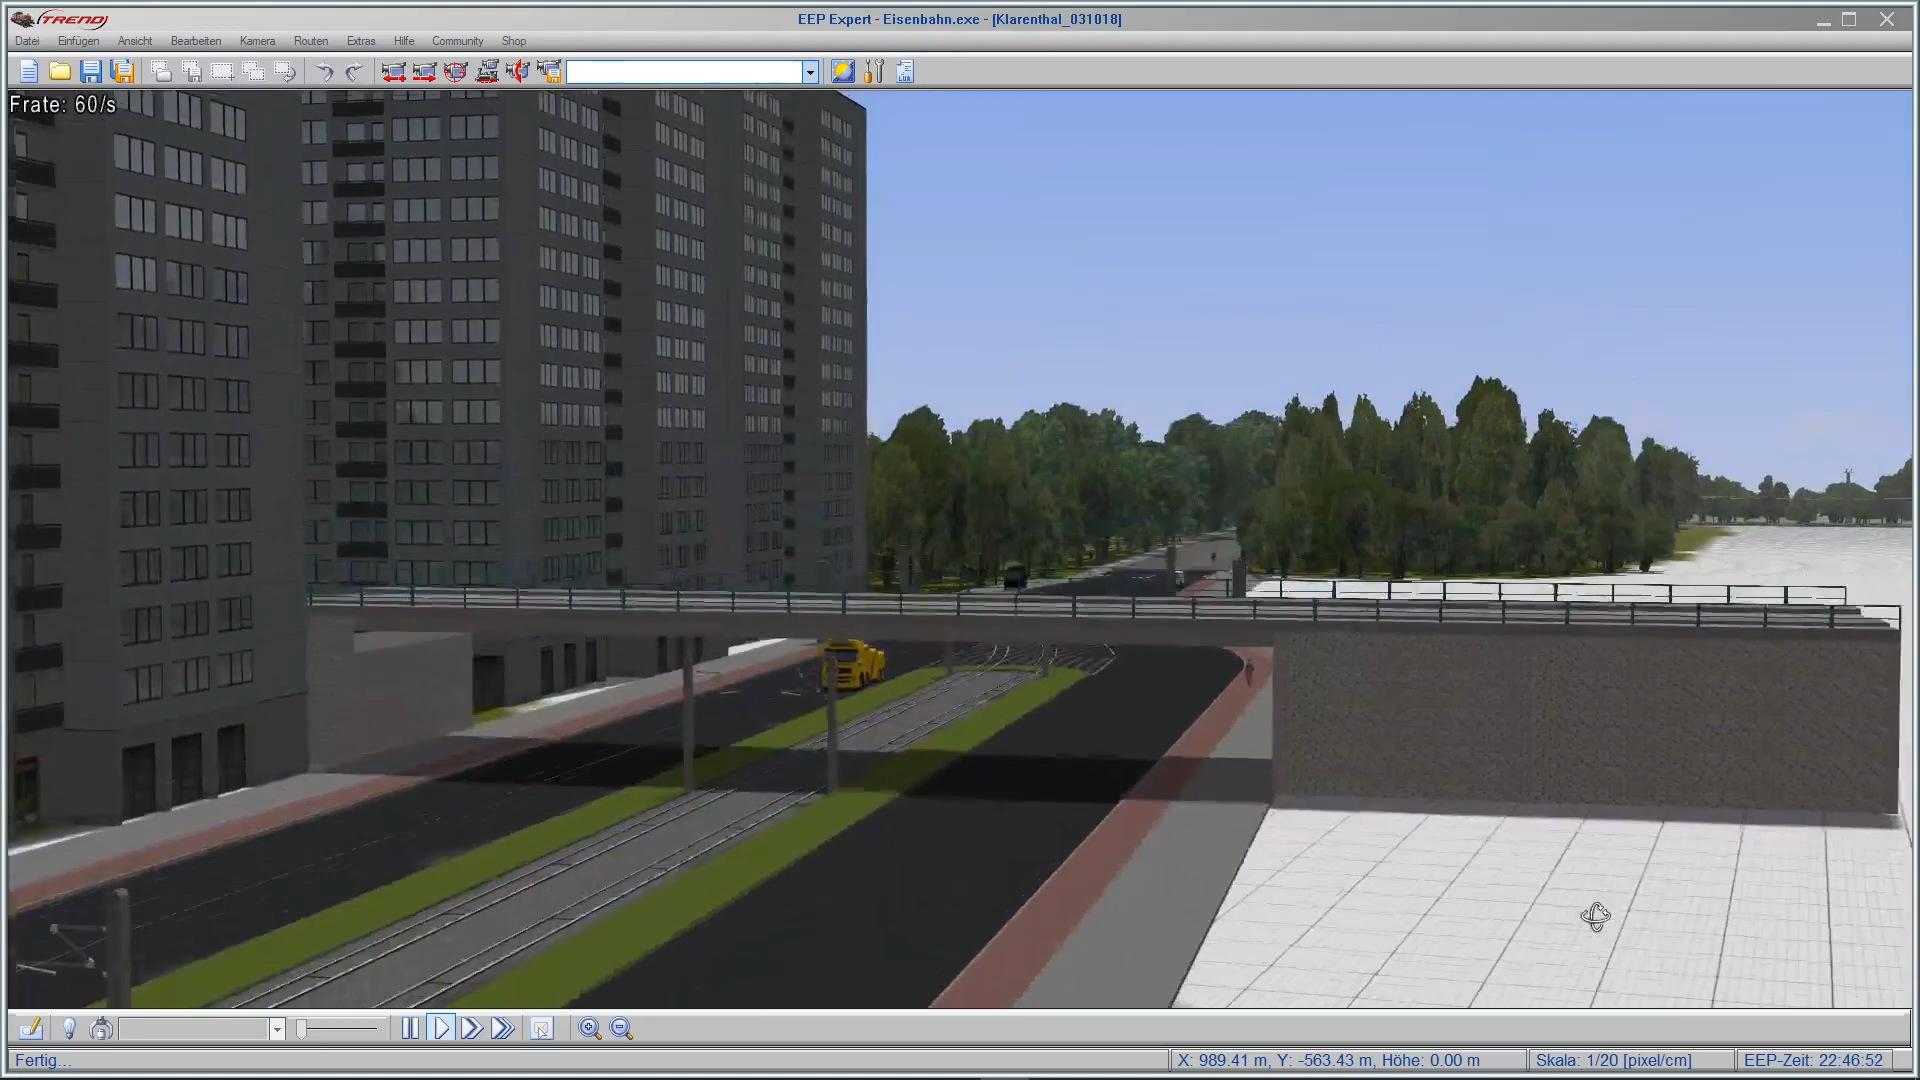 TREND
EEP Expert - Eisenbahn.exe - [Klarenthal_031018]
Datei Einfügen Ansicht Bearbeiten Kamera Routen Extras Hilfe Community Shop
LUA
Frate: 60/s
Fertig...
X: 989.41 m, Y: -563.43 m, Höhe: 0.00 m
Skala: 1/20 [pixel/cm]
EEP-Zeit: 22:46:52